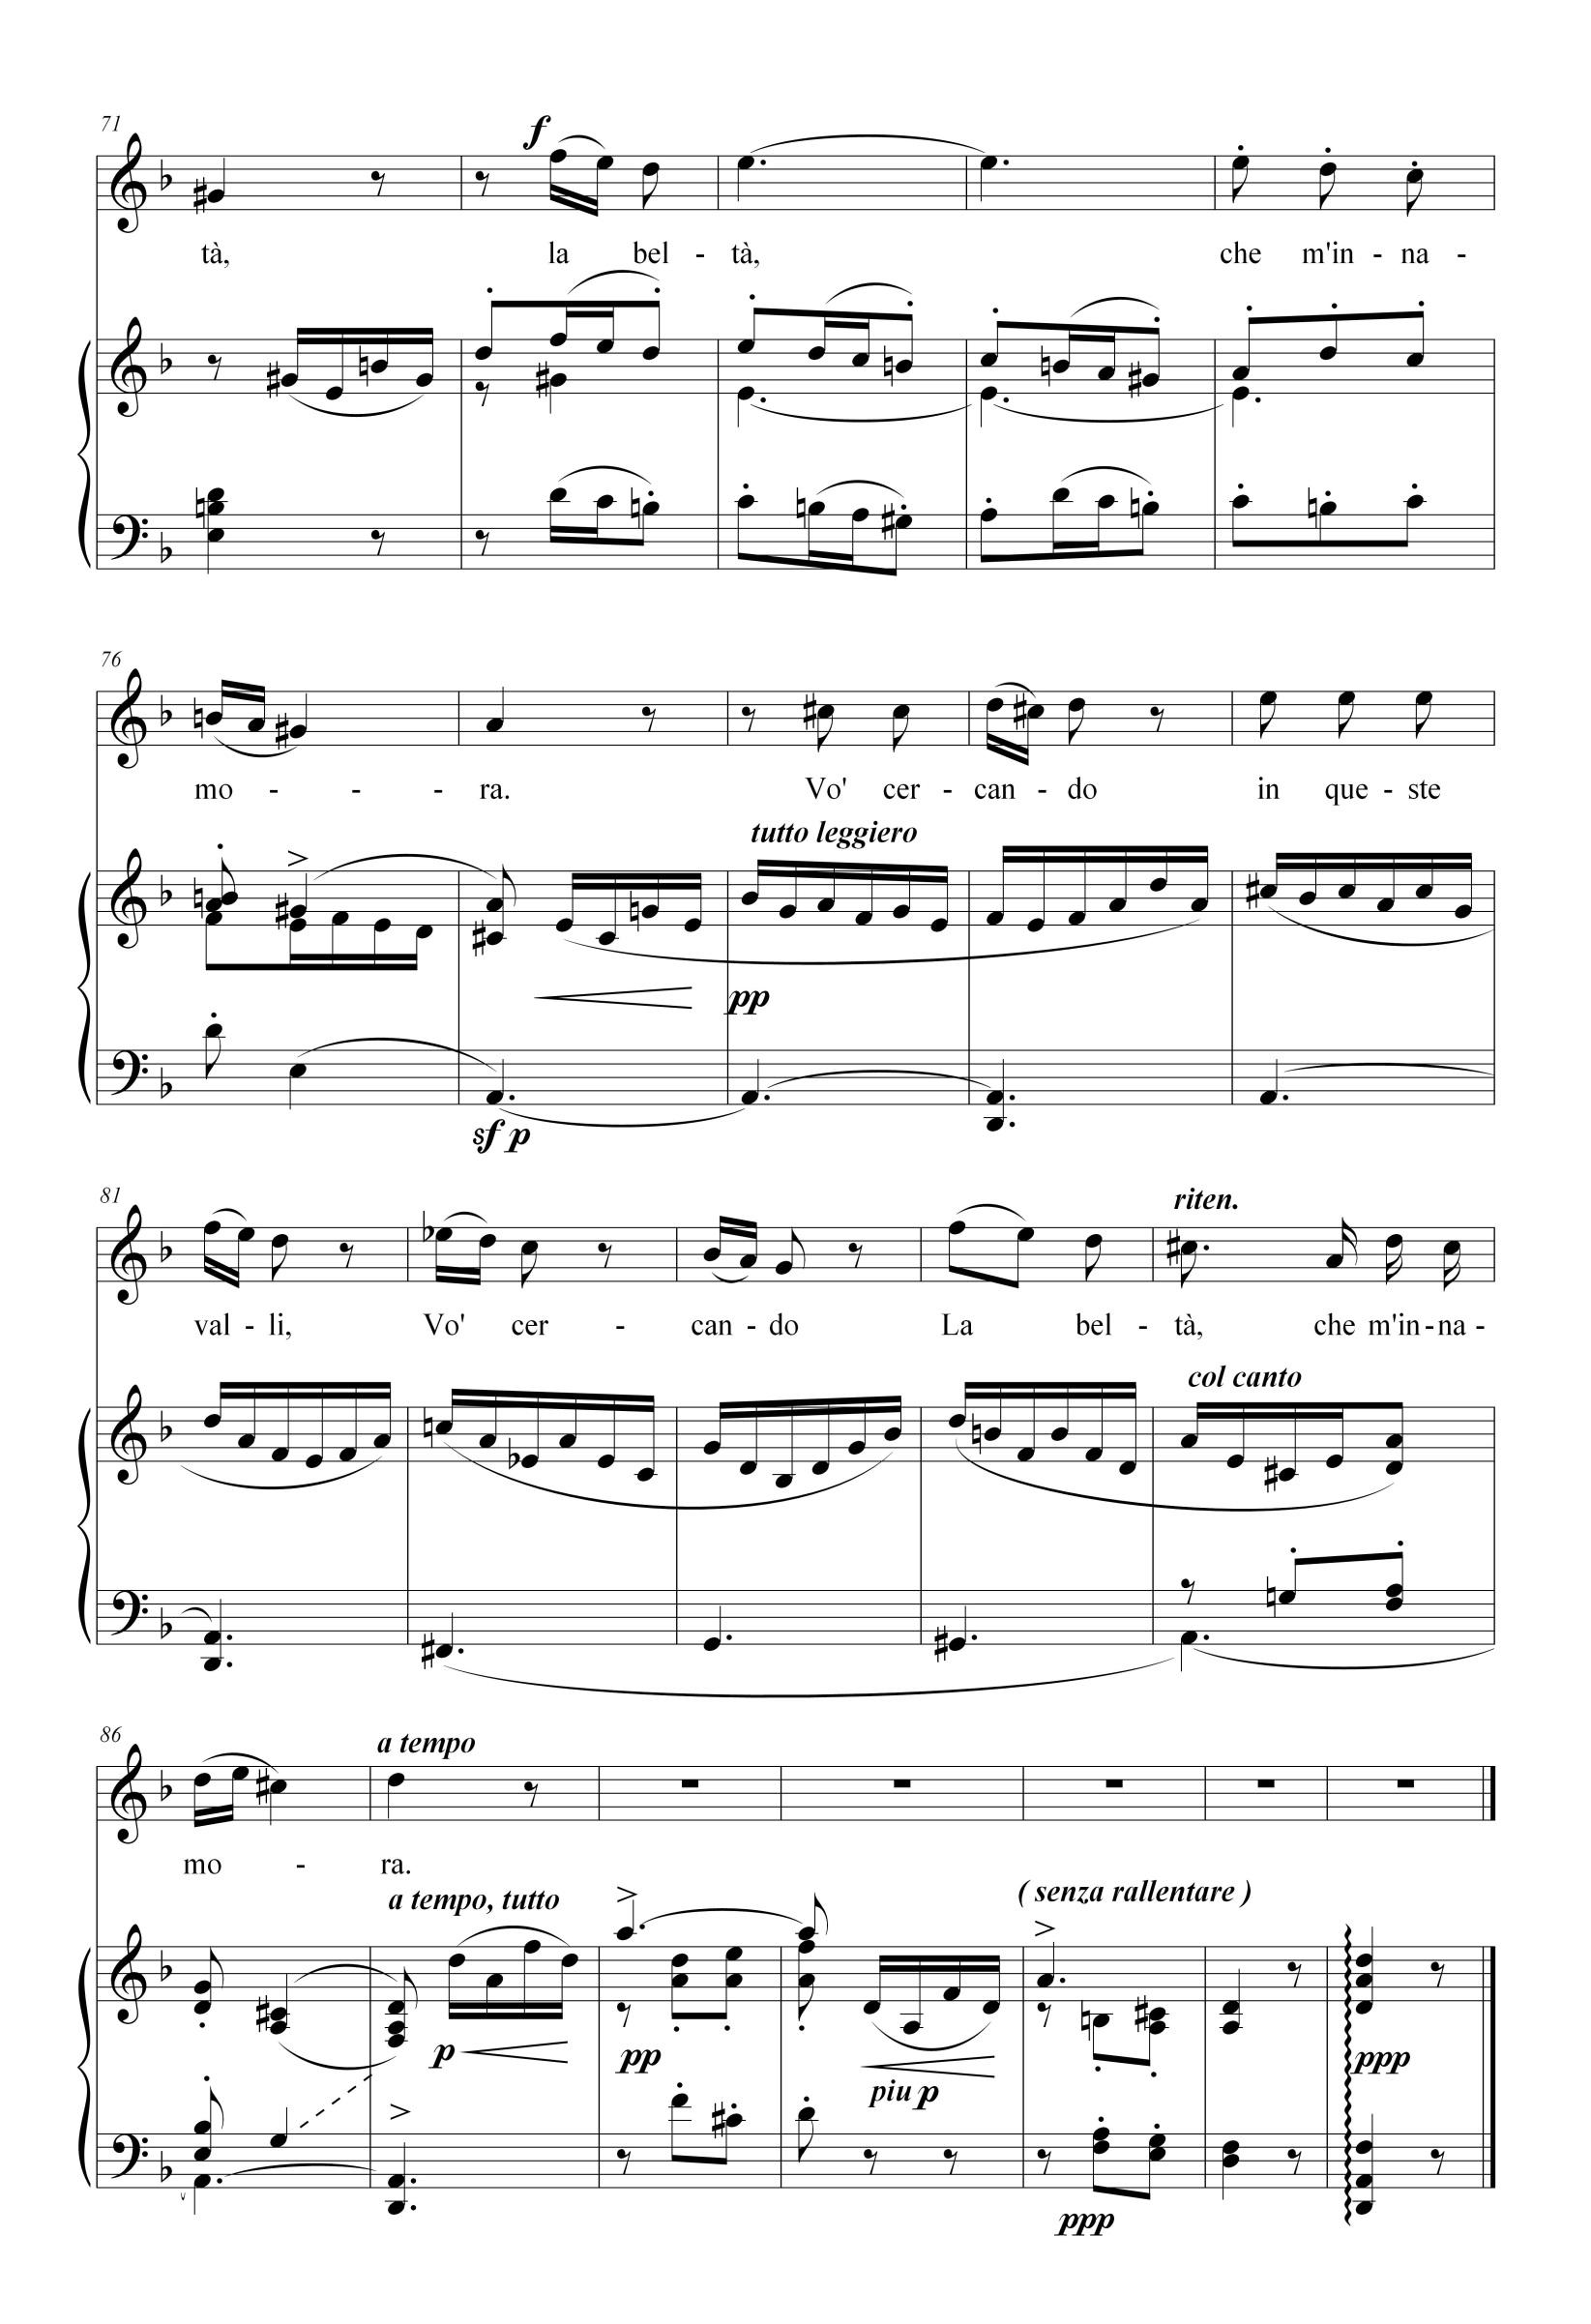 71
f
tà, la bel - tà, che m'in - na -
76
mo - - - ra. Vo' cer - can - do in que - ste
tutto leggiero
pp
sf p
81
riten.
val - li, Vo' cer - can - do La bel - tà, che m'in - na -
col canto
86
a tempo
mo - ra.
a tempo, tutto
( senza rallentare )
p pp ppp
piu p
ppp